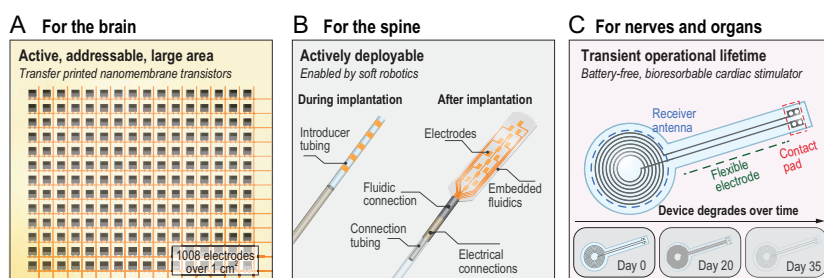 A For the brain
Active, addressable, large area
Transfer printed nanomembrane transistors
1008 electrodes
over 1 cm²
B For the spine
Actively deployable
Enabled by soft robotics
During implantation
After implantation
Introducer
tubing
Electrodes
Fluidic
connection
Embedded
fluidics
Connection
tubing
Electrical
connections
C For nerves and organs
Transient operational lifetime
Battery-free, bioresorbable cardiac stimulator
Receiver
antenna
Flexible
electrode
Contact
pad
Device degrades over time
Day 0
Day 20
Day 35